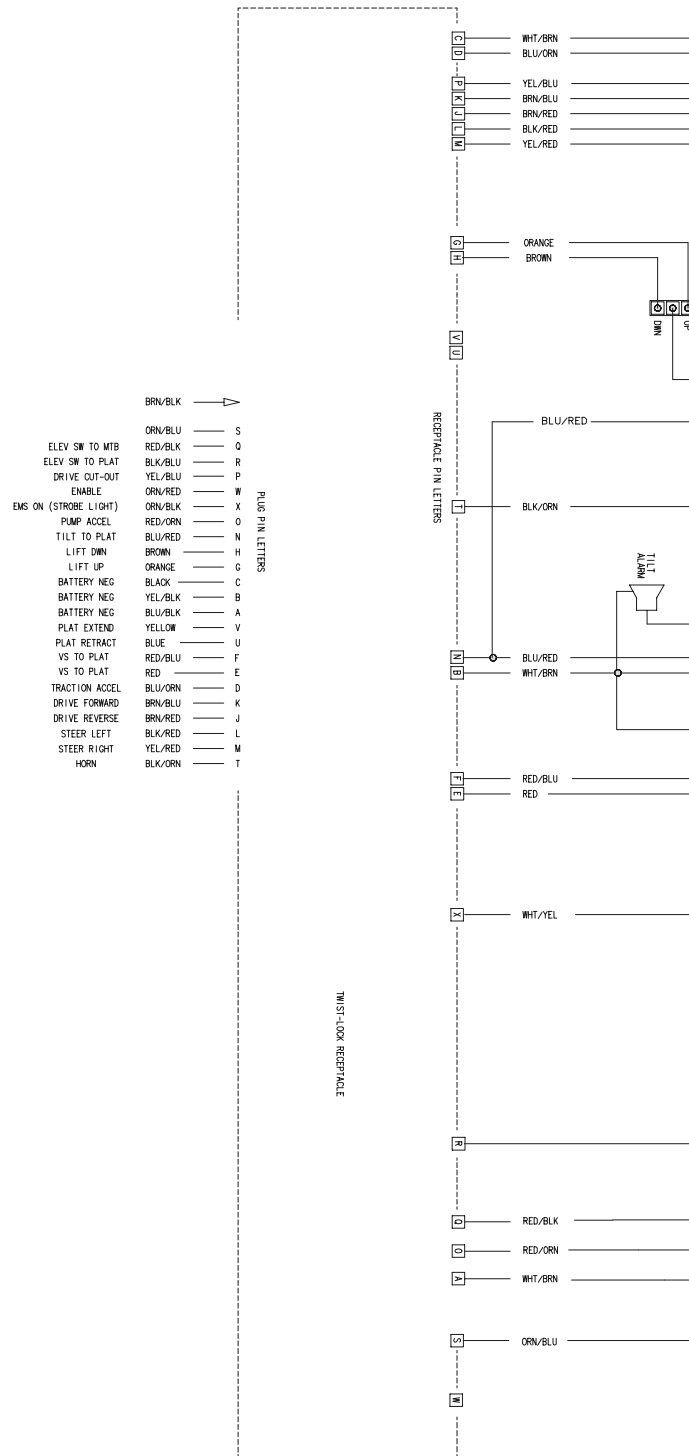 C WHT/BRN
D BLU/ORN
P YEL/BLU
K BRN/BLU
J BRN/RED
L BLK/RED
M YEL/RED
G ORANGE
H BROWN
DWN
V
U
BRN/BLK
BLU/RED
RECEPTACLE PIN LETTERS
PLUG PIN LETTERS
ORN/BLU S
ELEV SW TO MTB RED/BLK Q
ELEV SW TO PLAT BLK/BLU R
DRIVE CUT-OUT YEL/BLU P
ENABLE ORN/RED W
EMS ON (STROBE LIGHT) ORN/BLK X
PUMP ACCEL RED/ORN O
TILT TO PLAT BLU/RED N
LIFT DWN BROWN H
LIFT UP ORANGE G
BATTERY NEG BLACK C
BATTERY NEG YEL/BLK B
BATTERY NEG BLU/BLK A
PLAT EXTEND YELLOW V
PLAT RETRACT BLUE U
VS TO PLAT RED/BLU F
VS TO PLAT RED E
TRACTION ACCEL BLU/ORN D
DRIVE FORWARD BRN/BLU K
DRIVE REVERSE BRN/RED J
STEER LEFT BLK/RED L
STEER RIGHT YEL/RED M
HORN BLK/ORN T
T BLK/ORN
TILT
ALARM
N BLU/RED
B WHT/BRN
F RED/BLU
E RED
X WHT/YEL
TWIST-LOCK RECEPTACLE
R
Q RED/BLK
O RED/ORN
A WHT/BRN
S ORN/BLU
W